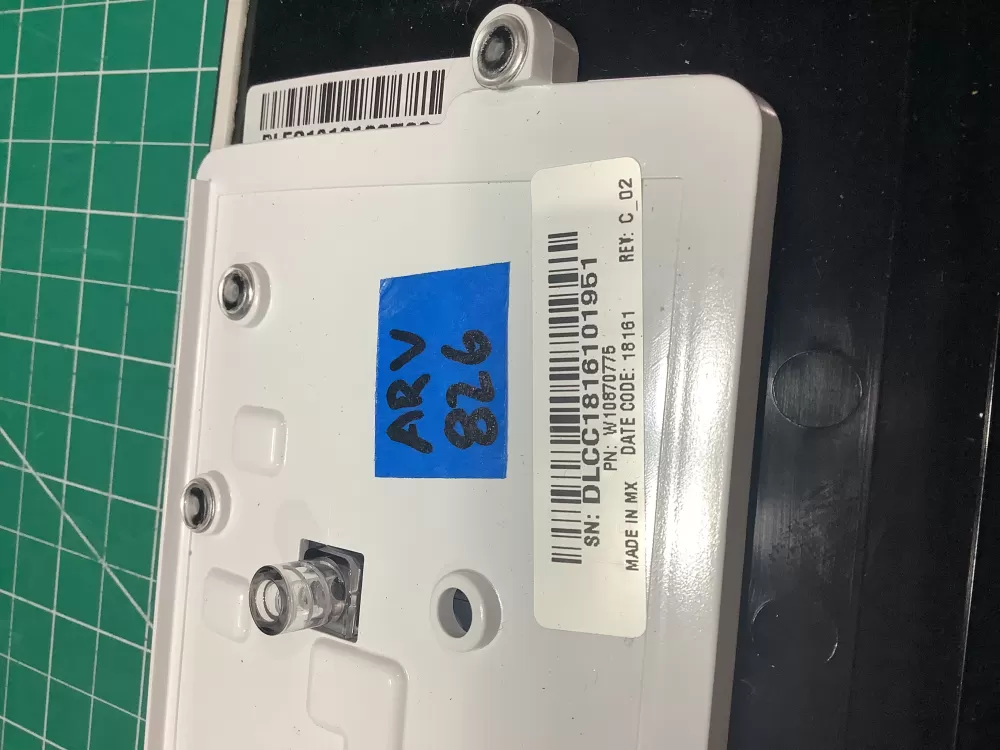 ARV
826
SN: DLCC1816101951
PN: W10870775
MADE IN MX DATE CODE: 18161 REV: C_02